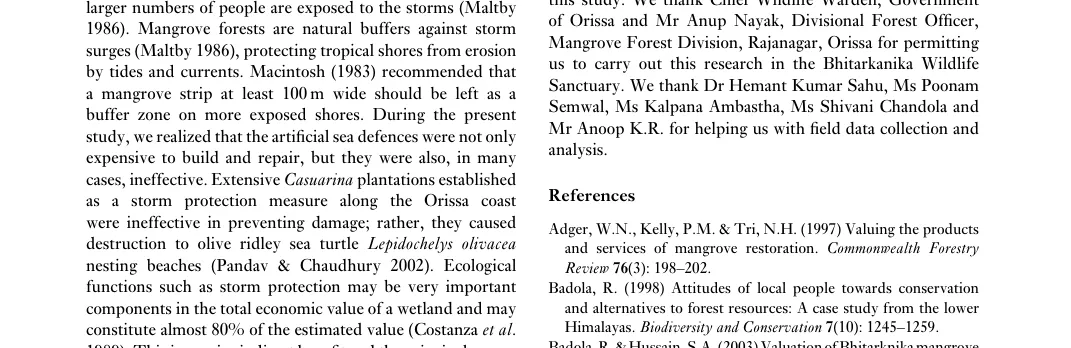 larger numbers of people are exposed to the storms (Maltby
1986). Mangrove forests are natural buffers against storm
surges (Maltby 1986), protecting tropical shores from erosion
by tides and currents. Macintosh (1983) recommended that
a mangrove strip at least 100 m wide should be left as a
buffer zone on more exposed shores. During the present
study, we realized that the artificial sea defences were not only
expensive to build and repair, but they were also, in many
cases, ineffective. Extensive Casuarina plantations established
as a storm protection measure along the Orissa coast
were ineffective in preventing damage; rather, they caused
destruction to olive ridley sea turtle Lepidochelys olivacea
nesting beaches (Pandav & Chaudhury 2002). Ecological
functions such as storm protection may be very important
components in the total economic value of a wetland and may
constitute almost 80% of the estimated value (Costanza et al.
this study. We thank Chief Wildlife Warden, Government
of Orissa and Mr Anup Nayak, Divisional Forest Officer,
Mangrove Forest Division, Rajanagar, Orissa for permitting
us to carry out this research in the Bhitarkanika Wildlife
Sanctuary. We thank Dr Hemant Kumar Sahu, Ms Poonam
Semwal, Ms Kalpana Ambastha, Ms Shivani Chandola and
Mr Anoop K.R. for helping us with field data collection and
analysis.
References
Adger, W.N., Kelly, P.M. & Tri, N.H. (1997) Valuing the products
and services of mangrove restoration. Commonwealth Forestry
Review 76(3): 198–202.
Badola, R. (1998) Attitudes of local people towards conservation
and alternatives to forest resources: A case study from the lower
Himalayas. Biodiversity and Conservation 7(10): 1245–1259.
Badola, R. & Hussain, S.A. (2003) Valuation of Bhitarknika mangrove